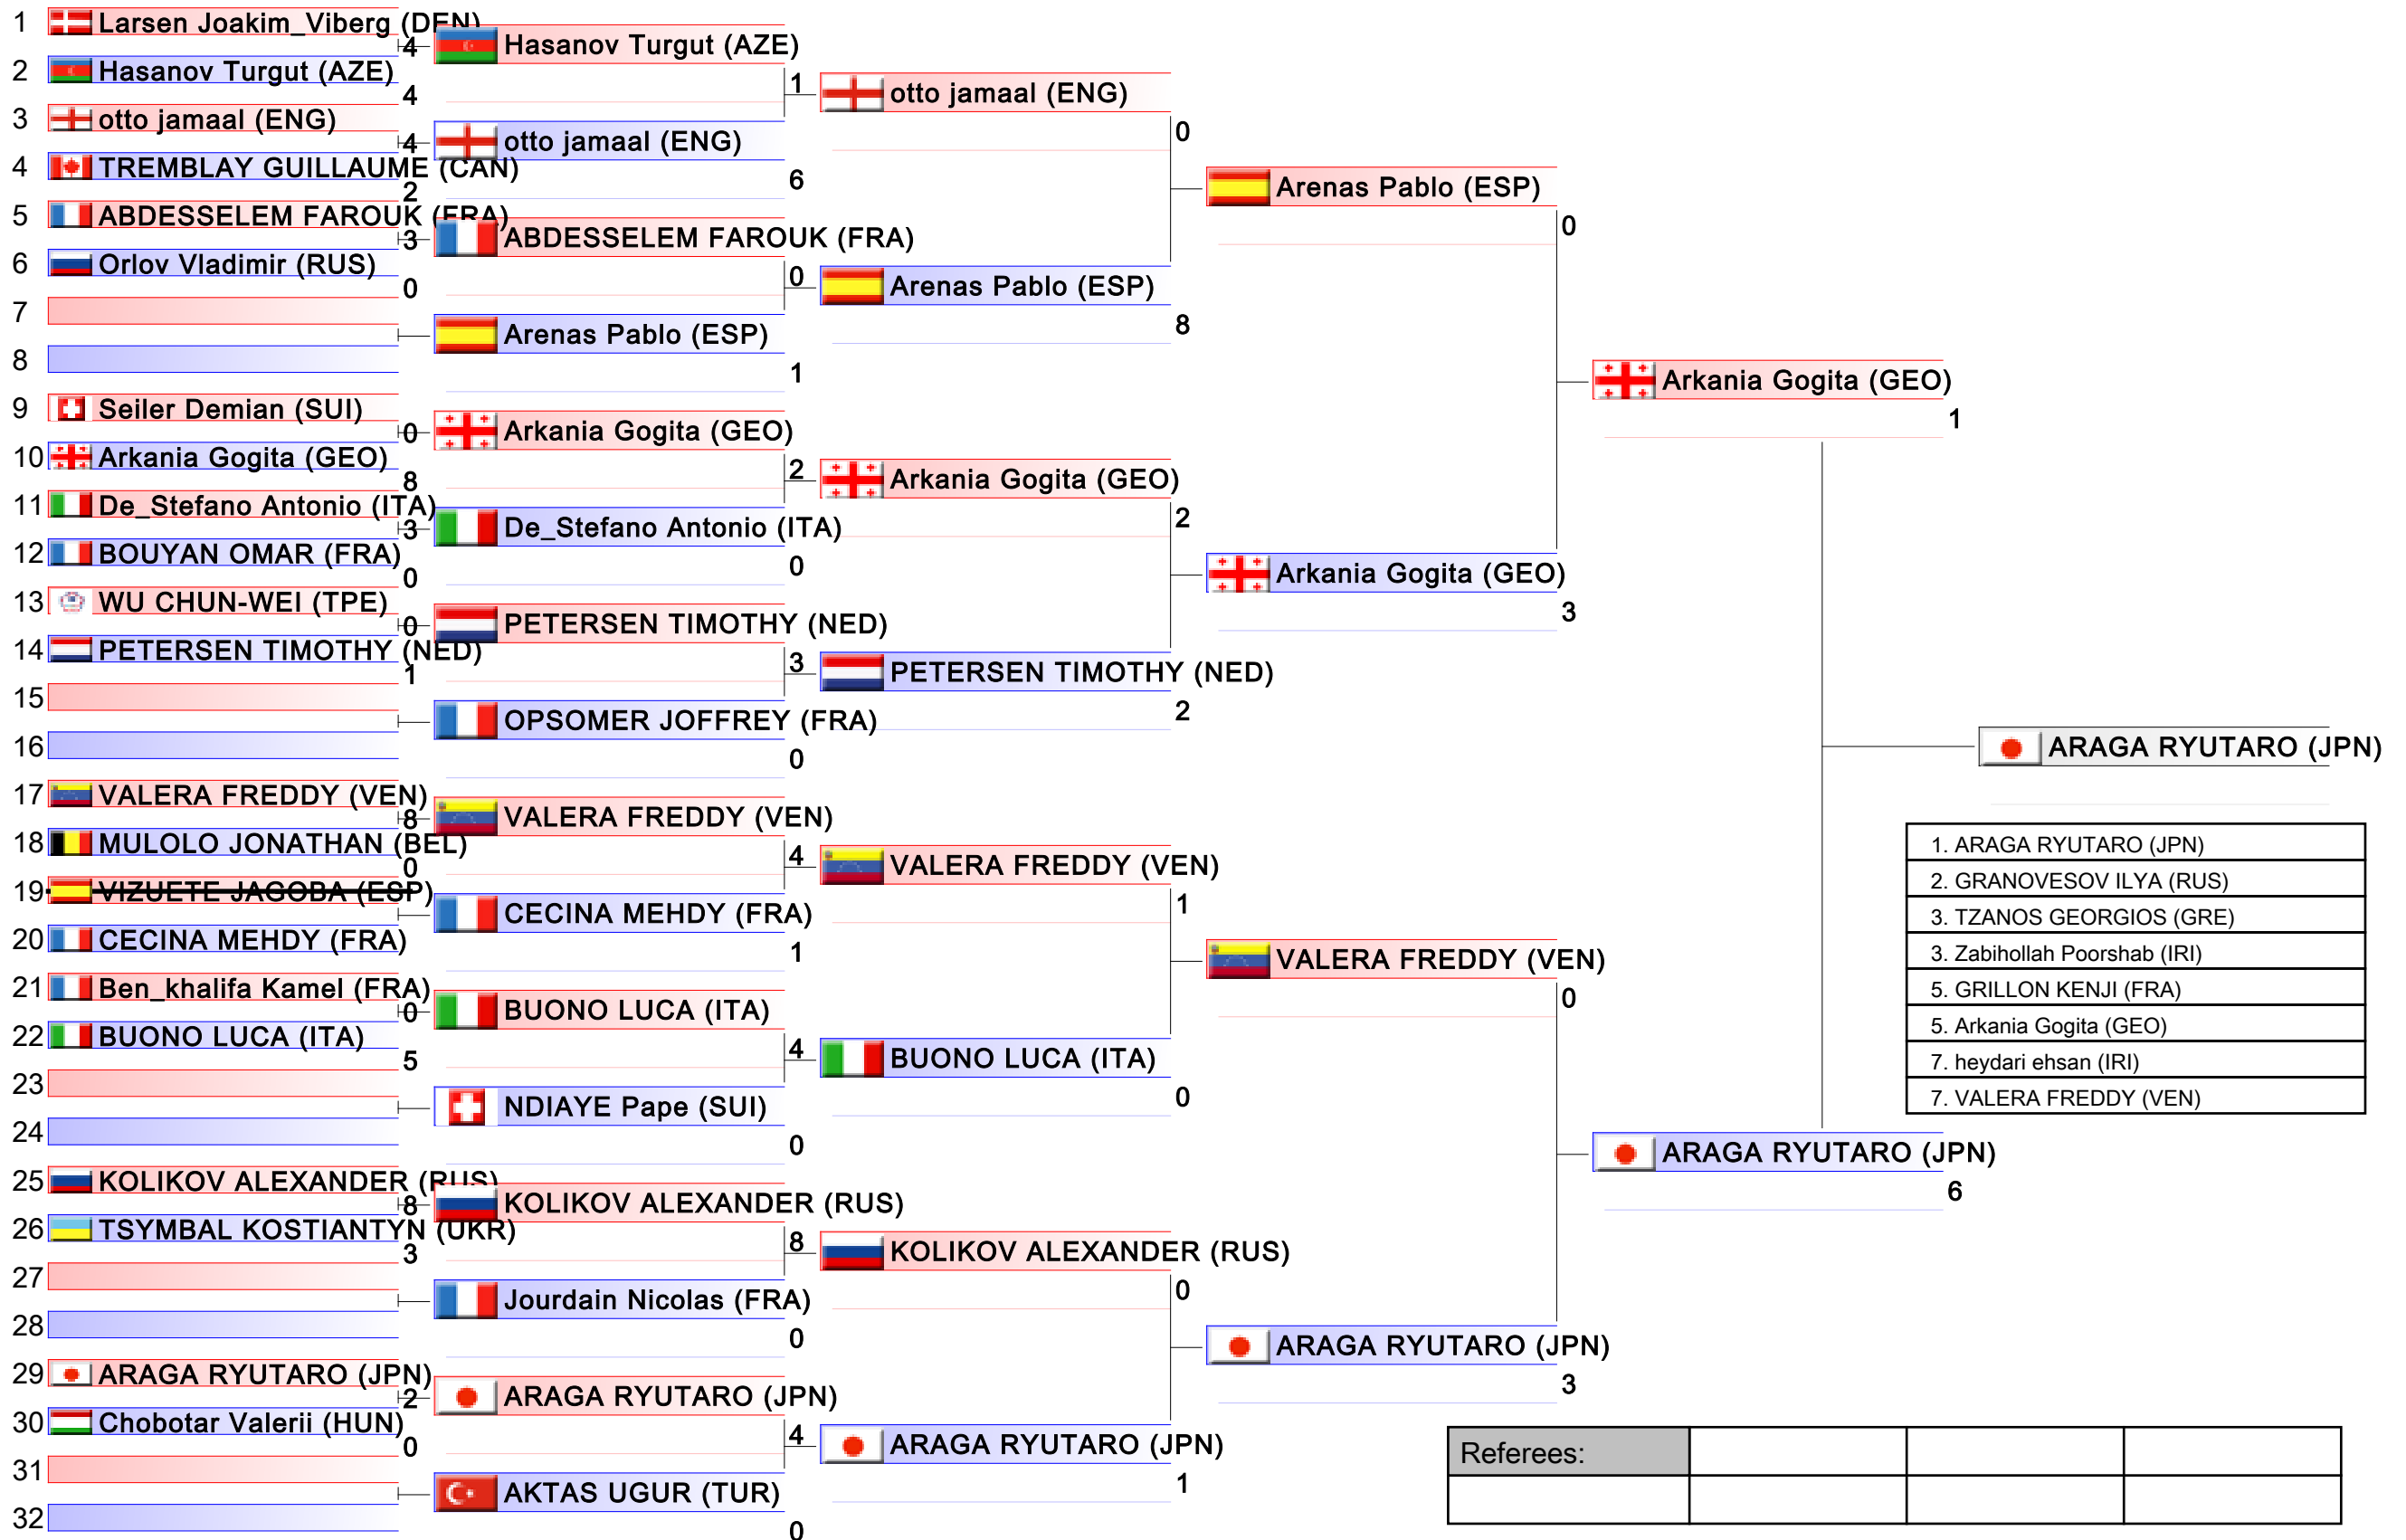 1 Larsen Joakim_Viberg (DEN)
4
2 Hasanov Turgut (AZE)
4
3 otto jamaal (ENG)
4
4 TREMBLAY GUILLAUME (CAN)
2
5 ABDESSELEM FAROUK (FRA)
3
6 Orlov Vladimir (RUS)
0
7
8
9 Seiler Demian (SUI)
0
10 Arkania Gogita (GEO)
8
11 De_Stefano Antonio (ITA)
3
12 BOUYAN OMAR (FRA)
0
13 WU CHUN-WEI (TPE)
0
14 PETERSEN TIMOTHY (NED)
1
15
16
17 VALERA FREDDY (VEN)
8
18 MULOLO JONATHAN (BEL)
0
19 VIZUETE JAGOBA (ESP)
20 CECINA MEHDY (FRA)
21 Ben_khalifa Kamel (FRA)
0
22 BUONO LUCA (ITA)
5
23
24
25 KOLIKOV ALEXANDER (RUS)
8
26 TSYMBAL KOSTIANTYN (UKR)
3
27
28
29 ARAGA RYUTARO (JPN)
2
30 Chobotar Valerii (HUN)
0
31
32
Hasanov Turgut (AZE)
1
otto jamaal (ENG)
6
ABDESSELEM FAROUK (FRA)
0
Arenas Pablo (ESP)
1
Arkania Gogita (GEO)
2
De_Stefano Antonio (ITA)
0
PETERSEN TIMOTHY (NED)
3
OPSOMER JOFFREY (FRA)
0
VALERA FREDDY (VEN)
4
CECINA MEHDY (FRA)
1
BUONO LUCA (ITA)
4
NDIAYE Pape (SUI)
0
KOLIKOV ALEXANDER (RUS)
8
Jourdain Nicolas (FRA)
0
ARAGA RYUTARO (JPN)
4
AKTAS UGUR (TUR)
0
otto jamaal (ENG)
0
Arenas Pablo (ESP)
8
Arkania Gogita (GEO)
2
PETERSEN TIMOTHY (NED)
2
VALERA FREDDY (VEN)
1
BUONO LUCA (ITA)
0
KOLIKOV ALEXANDER (RUS)
0
ARAGA RYUTARO (JPN)
1
Arenas Pablo (ESP)
0
Arkania Gogita (GEO)
3
VALERA FREDDY (VEN)
0
ARAGA RYUTARO (JPN)
3
Arkania Gogita (GEO)
1
ARAGA RYUTARO (JPN)
6
ARAGA RYUTARO (JPN)
1. ARAGA RYUTARO (JPN)
2. GRANOVESOV ILYA (RUS)
3. TZANOS GEORGIOS (GRE)
3. Zabihollah Poorshab (IRI)
5. GRILLON KENJI (FRA)
5. Arkania Gogita (GEO)
7. heydari ehsan (IRI)
7. VALERA FREDDY (VEN)
Referees: